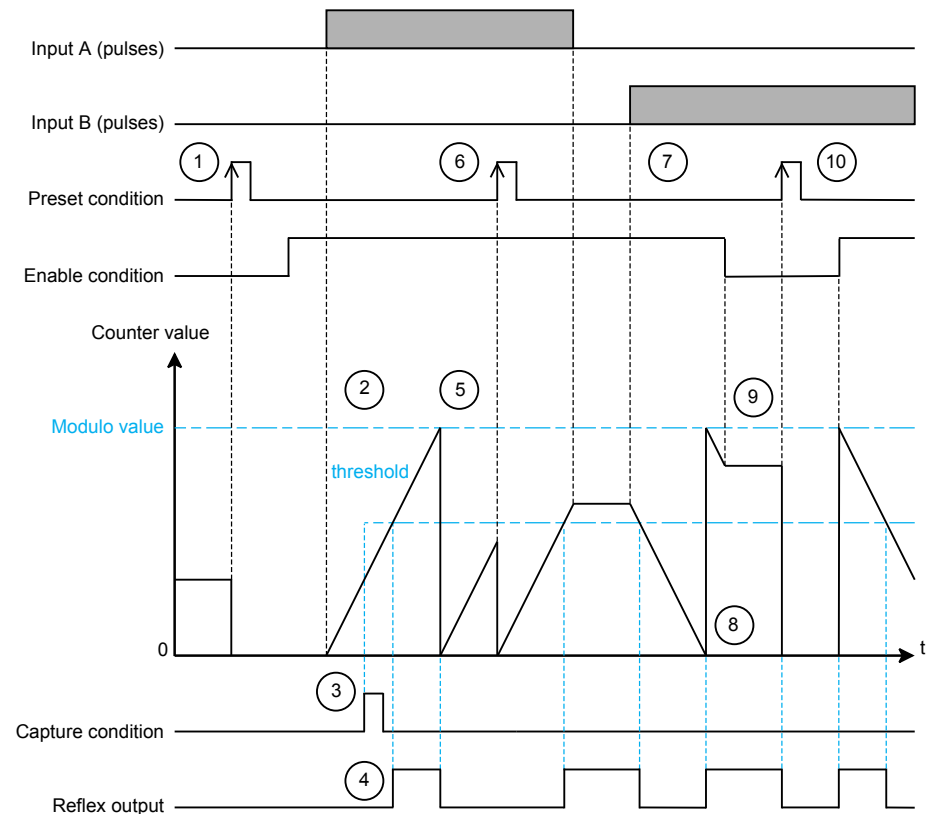 Input A (pulses)
Input B (pulses)
1
6
7
10
Preset condition
Enable condition
Counter value
2
5
9
Modulo value
threshold
8
0
t
3
Capture condition
4
Reflex output